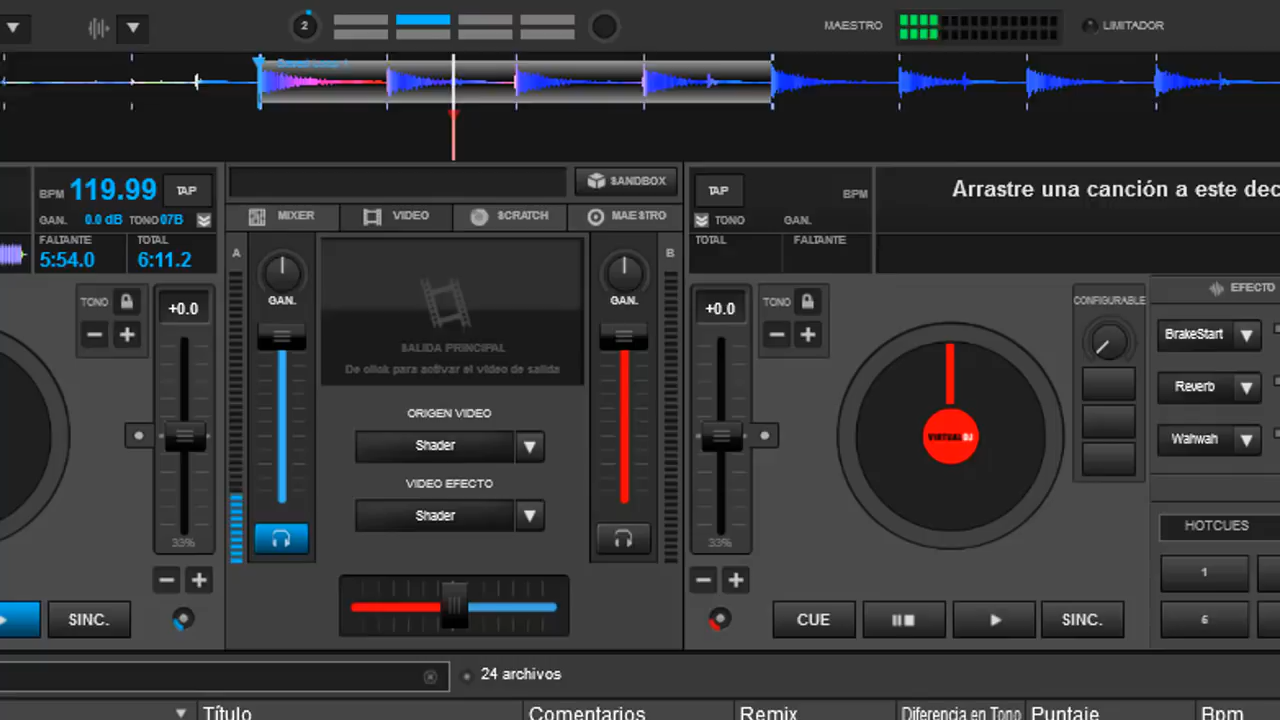 2
MAESTRO
LIMITADOR
BPM 119.99 TAP
GAN. 0.0 dB TONO 07B
FALTANTE TOTAL
5:54.0 6:11.2
SANDBOX
MIXER VIDEO SCRATCH MAESTRO
TAP BPM
TONO GAN.
TOTAL FALTANTE
Arrastre una canción a este dec
A
B
GAN.
GAN.
TONO
+0.0
33%
SALIDA PRINCIPAL
De click para activar el vídeo de salida
ORIGEN VIDEO
Shader
VIDEO EFECTO
Shader
+0.0
TONO
33%
VIRTUAL DJ
CONFIGURABLE
EFECTO
BrakeStart
Reverb
Wahwah
HOTCUES
1
6
SINC.
CUE
SINC.
24 archivos
Título Comentarios Remix Diferencia en Tono Puntaje Bpm